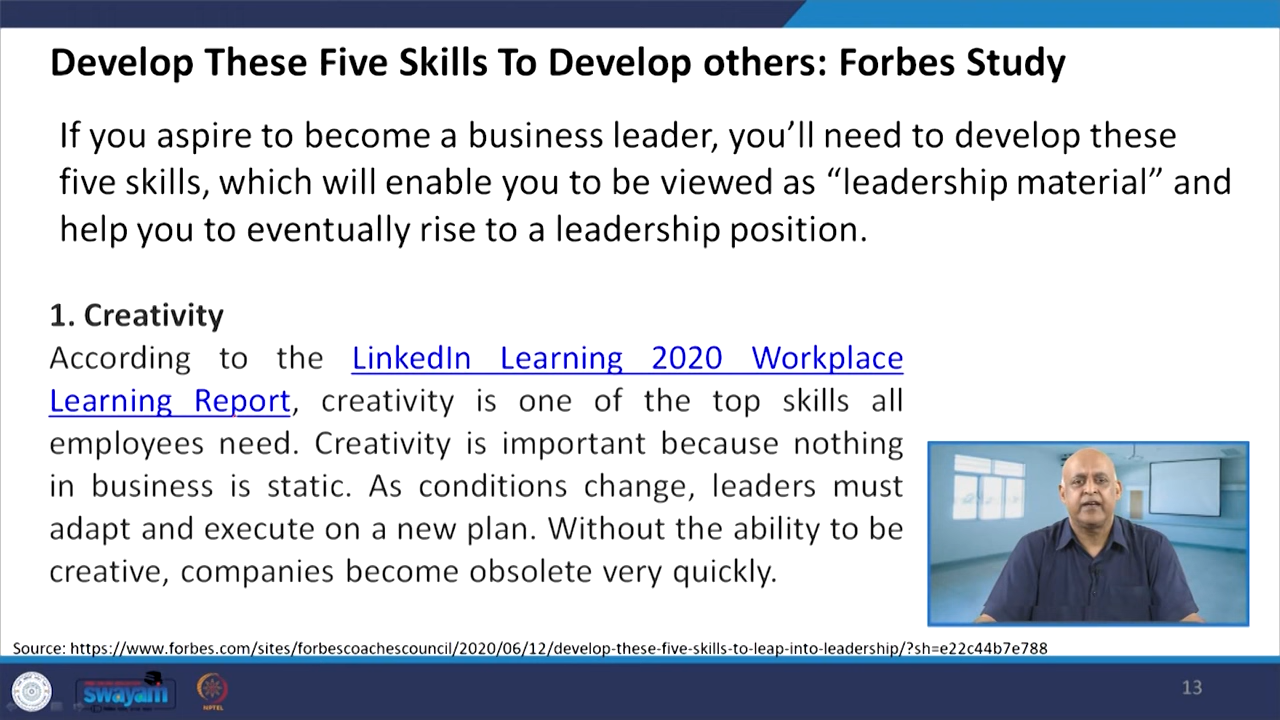 Develop These Five Skills To Develop others: Forbes Study
If you aspire to become a business leader, you’ll need to develop these
five skills, which will enable you to be viewed as “leadership material” and
help you to eventually rise to a leadership position.
1. Creativity
According to the LinkedIn Learning 2020 Workplace
Learning Report, creativity is one of the top skills all
employees need. Creativity is important because nothing
in business is static. As conditions change, leaders must
adapt and execute on a new plan. Without the ability to be
creative, companies become obsolete very quickly.
Source: https://www.forbes.com/sites/forbescoachescouncil/2020/06/12/develop-these-five-skills-to-leap-into-leadership/?sh=e22c44b7e788
swayam
NPTEL
13